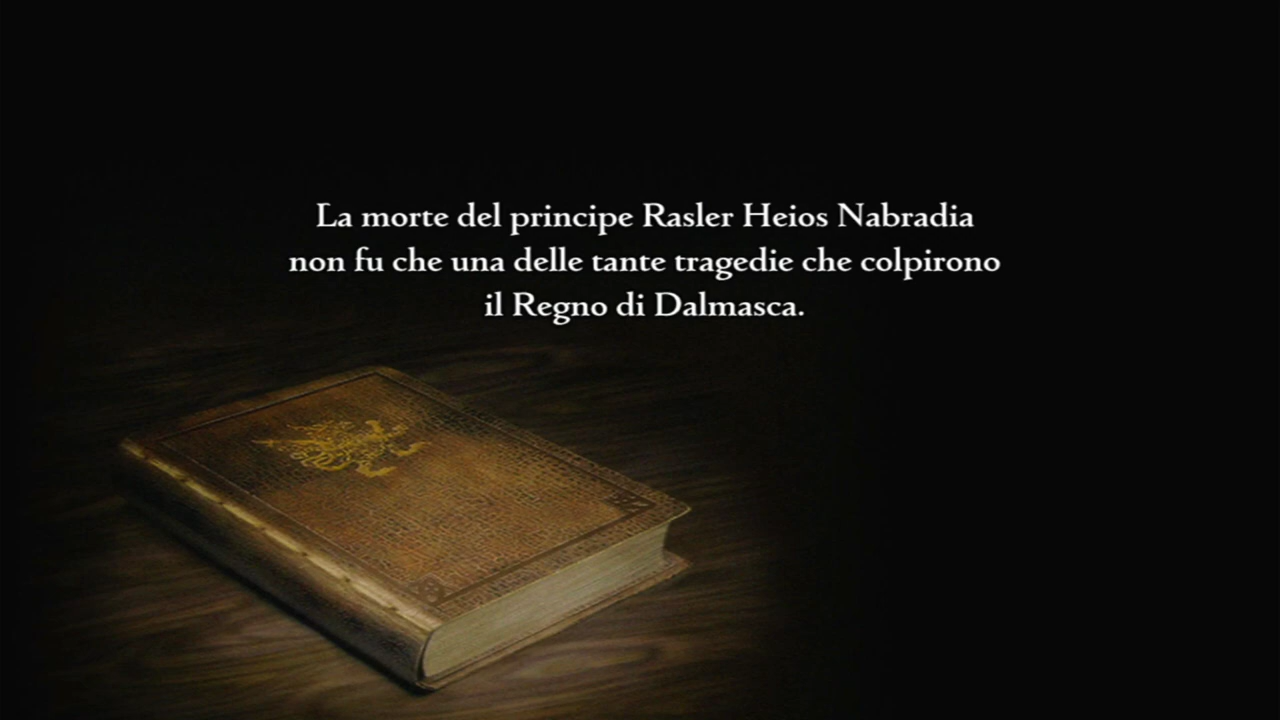 La morte del principe Rasler Heios Nabradia
non fu che una delle tante tragedie che colpirono
il Regno di Dalmasca.